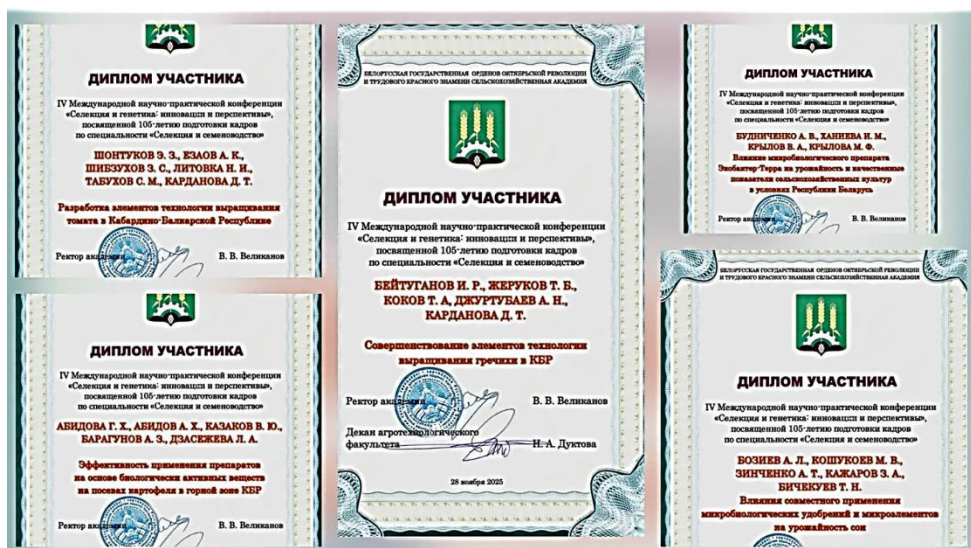 ДИПЛОМ УЧАСТНИКА
IV Международной научно-практической конференции
«Селекция и генетика: инновации и перспективы»,
посвященной 105-летию подготовки кадров
по специальности «Селекция и семеноводство»
ШОНТУКОВ Э. З., ЕЗАОВ А. К.,
ШИБЗУХОВ З. С., ЛИТОВКА Н. И.,
ТАБУХОВ С. М., КАРДАНОВА Д. Т.
Разработка элементов технологии выращивания
томата в Кабардино-Балкарской Республике
Ректор академии В. В. Великанов
ДИПЛОМ УЧАСТНИКА
IV Международной научно-практической конференции
«Селекция и генетика: инновации и перспективы»,
посвященной 105-летию подготовки кадров
по специальности «Селекция и семеноводство»
АБИДОВА Г. Х., АБИДОВ А. Х., КАЗАКОВ В. Ю.,
БАРАГУНОВ А. З., ДЗАСЕЖЕВА Л. А.
Эффективность применения препаратов
на основе биологически активных веществ
на посевах картофеля в горной зоне КБР
Ректор академии В. В. Великанов
БЕЛОРУССКАЯ ГОСУДАРСТВЕННАЯ ОРДЕНОВ ОКТЯБРЬСКОЙ РЕВОЛЮЦИИ
И ТРУДОВОГО КРАСНОГО ЗНАМЕНИ СЕЛЬСКОХОЗЯЙСТВЕННАЯ АКАДЕМИЯ
ДИПЛОМ УЧАСТНИКА
IV Международной научно-практической конференции
«Селекция и генетика: инновации и перспективы»,
посвященной 105-летию подготовки кадров
по специальности «Селекция и семеноводство»
БЕЙТУГАНОВ И. Р., ЖЕРУКОВ Т. Б.,
КОКОВ Т. А, ДЖУРТУБАЕВ А. Н.,
КАРДАНОВА Д. Т.
Совершенствование элементов технологии
выращивания гречихи в КБР
Ректор академии В. В. Великанов
Декан агротехнологического
факультета Н. А. Дуктова
28 ноября 2025
ДИПЛОМ УЧАСТНИКА
IV Международной научно-практической конференции
«Селекция и генетика: инновации и перспективы»,
посвященной 105-летию подготовки кадров
по специальности «Селекция и семеноводство»
БУДНИЧЕНКО А. В., ХАНИЕВА И. М.,
КРЫЛОВ В. А., КРЫЛОВА М. Ф.
Влияние микробиологического препарата
Экобактер-Терра на урожайность и качественные
показатели сельскохозяйственных культур
в условиях Республики Беларусь
Ректор академии В. В. Великанов
БЕЛОРУССКАЯ ГОСУДАРСТВЕННАЯ ОРДЕНОВ ОКТЯБРЬСКОЙ РЕВОЛЮЦИИ
И ТРУДОВОГО КРАСНОГО ЗНАМЕНИ СЕЛЬСКОХОЗЯЙСТВЕННАЯ АКАДЕМИЯ
ДИПЛОМ УЧАСТНИКА
IV Международной научно-практической конференции
«Селекция и генетика: инновации и перспективы»,
посвященной 105-летию подготовки кадров
по специальности «Селекция и семеноводство»
БОЗИЕВ А. Л., КОШУКОЕВ М. В.,
ЗИНЧЕНКО А. Т., КАЖАРОВ З. А.,
БИЧЕКУЕВ Т. Н.
Влияния совместного применения
микробиологических удобрений и микроэлементов
на урожайность сои